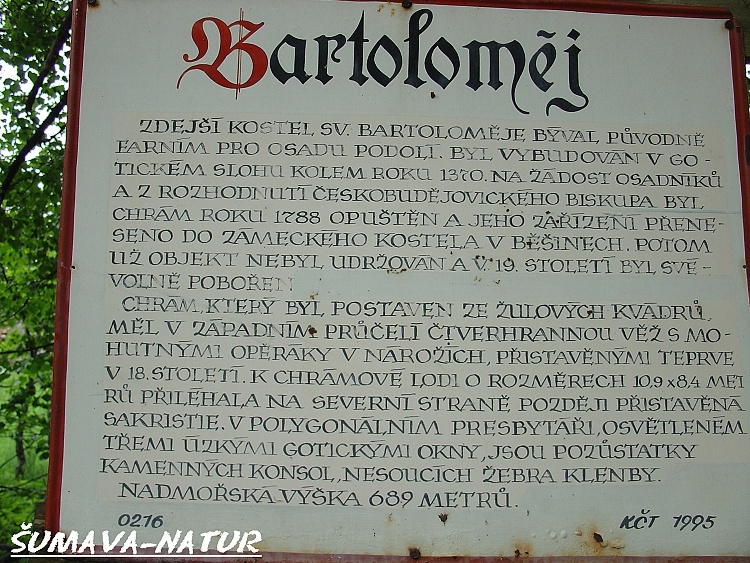 Bartoloměj
ZDEJŠÍ KOSTEL SV. BARTOLOMĚJE BÝVAL PŮVODNĚ
FARNÍM PRO OSADU PODOLÍ. BYL VYBUDOVÁN V GO-
TICKÉM SLOHU KOLEM ROKU 1370. NA ŽÁDOST OSADNÍKŮ
A Z ROZHODNUTÍ ČESKOBUDĚJOVICKÉHO BISKUPA BYL
CHRÁM ROKU 1788 OPUŠTĚN A JEHO ZAŘÍZENÍ PŘENE-
SENO DO ZÁMECKÉHO KOSTELA V BĚŠINECH. POTOM
UŽ OBJEKT NEBYL UDRŽOVÁN A V 19. STOLETÍ BYL SVÉ-
VOLNĚ POBOŘEN
CHRÁM, KTERÝ BYL POSTAVEN ZE ŽULOVÝCH KVÁDRŮ,
MĚL V ZÁPADNÍM PRŮČELÍ ČTVERHRANNOU VĚŽ S MO-
HUTNÝMI OPĚRÁKY V NÁROŽÍCH, PŘISTAVĚNÝMI TEPRVE
V 18. STOLETÍ. K CHRÁMOVÉ LODI O ROZMĚRECH 10,9 x 8,4 MET
RŮ PŘILÉHALA NA SEVERNÍ STRANĚ POZDĚJI PŘISTAVĚNÁ
SAKRISTIE. V POLYGONÁLNÍM PRESBYTÁŘI, OSVĚTLENÉM
TŘEMI ÚZKÝMI GOTICKÝMI OKNY, JSOU POZŮSTATKY
KAMENNÝCH KONSOL, NESOUCÍCH ŽEBRA KLENBY.
NADMOŘSKÁ VÝŠKA 689 METRŮ.
0216 KČT 1995
ŠUMAVA-NATUR